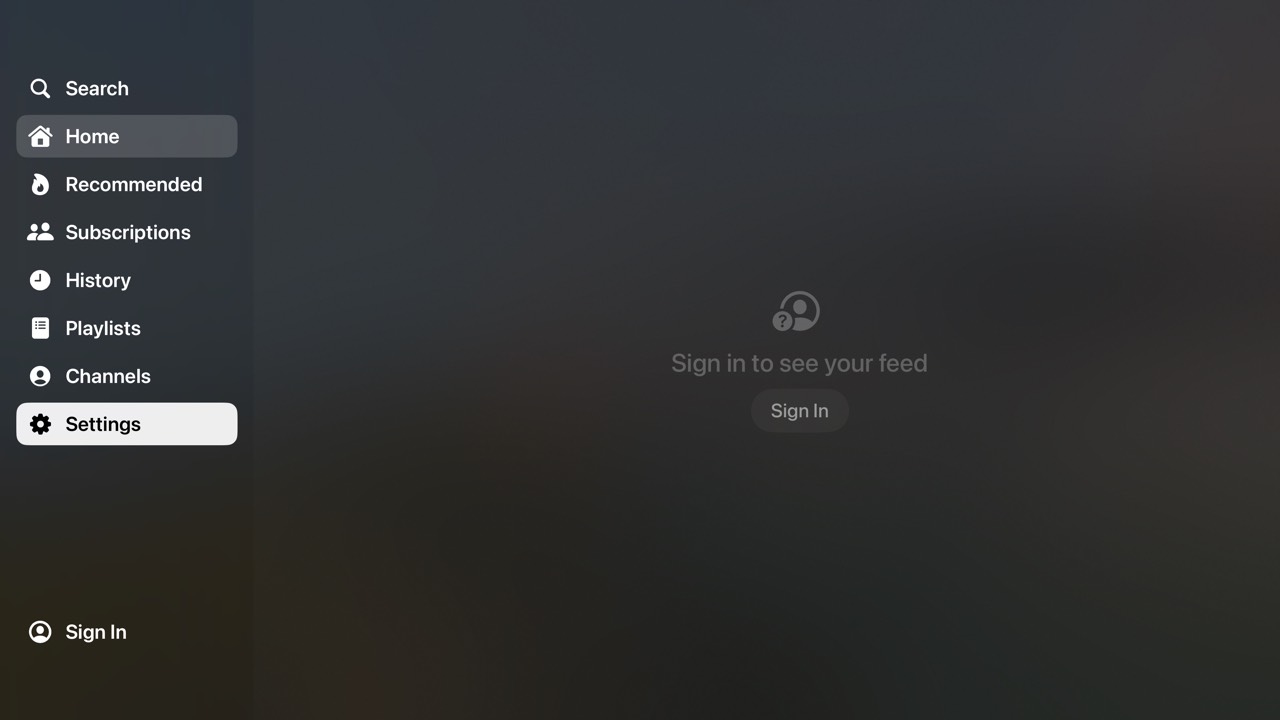 Search
Home
Recommended
Subscriptions
History
Playlists
Channels
Settings
Sign In
?
Sign in to see your feed
Sign In